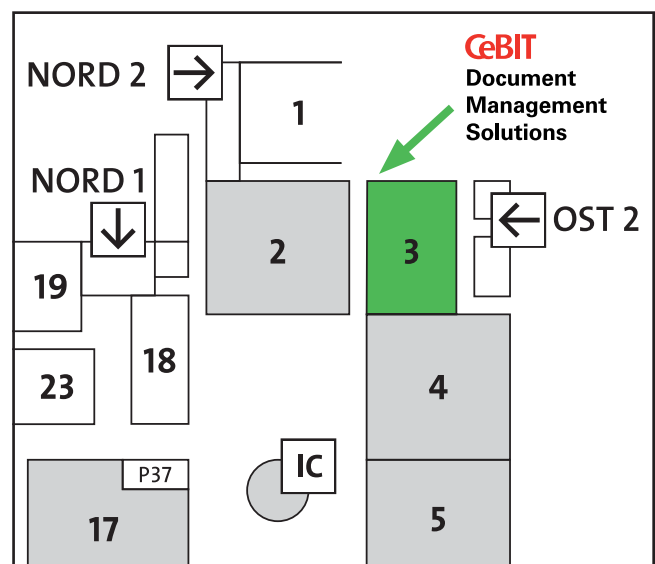 CeBIT
Document
Management
Solutions
NORD 2
1
NORD 1
OST 2
2
3
19
18
23
4
IC
P37
17
5